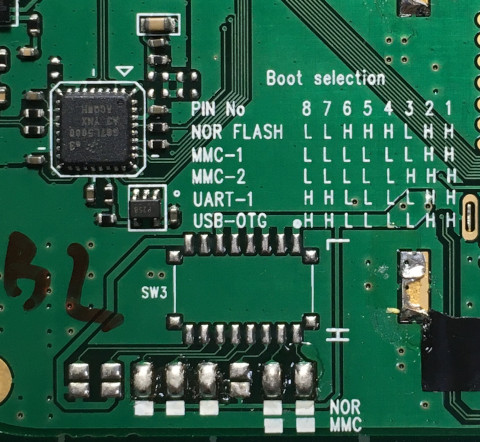 Boot selection
PIN No 8 7 6 5 4 3 2 1
NOR FLASH L L H H H L H H
MMC-1 L L L L L L H H
MMC-2 L L L L L H H H
UART-1 H H L L L L H H
USB-OTG H H L L L L H H
SW3
L
H
BL
NOR
MMC